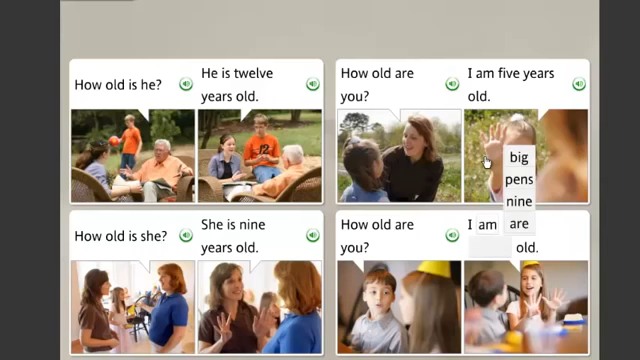 How old is he?
He is twelve
years old.
How old are
you?
I am five years
old.
big
pens
nine
are
How old is she?
She is nine
years old.
How old are
you?
I am
old.